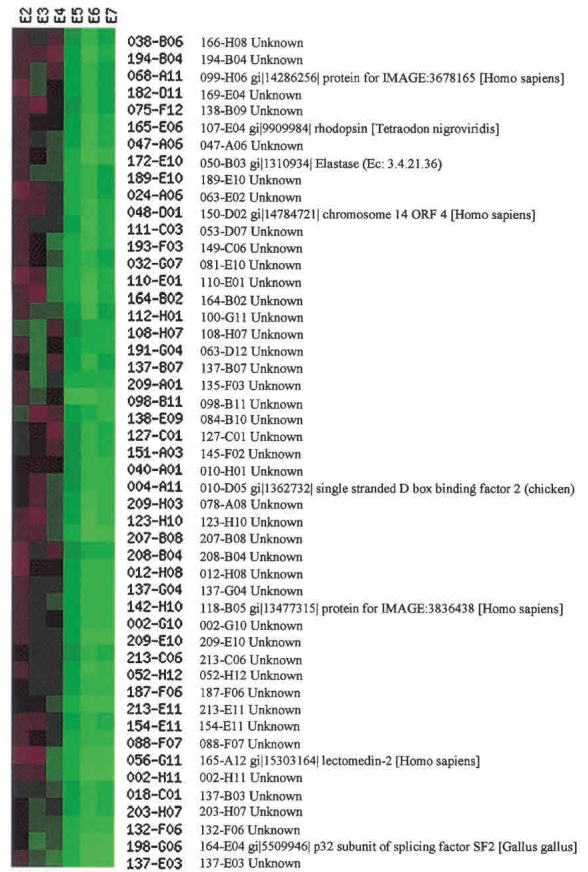 E2 E3 E4 E5 E6 E7
038-B06 166-H08 Unknown
194-B04 194-B04 Unknown
068-A11 099-H06 gi|14286256| protein for IMAGE:3678165 [Homo sapiens]
182-D11 169-E04 Unknown
075-F12 138-B09 Unknown
165-E06 107-E04 gi|9909984| rhodopsin [Tetraodon nigroviridis]
047-A06 047-A06 Unknown
172-E10 050-B03 gi|1310934| Elastase (Ec: 3.4.21.36)
189-E10 189-E10 Unknown
024-A06 063-E02 Unknown
048-D01 150-D02 gi|14784721| chromosome 14 ORF 4 [Homo sapiens]
111-C03 053-D07 Unknown
193-F03 149-C06 Unknown
032-G07 081-E10 Unknown
110-E01 110-E01 Unknown
164-B02 164-B02 Unknown
112-H01 100-G11 Unknown
108-H07 108-H07 Unknown
191-G04 063-D12 Unknown
137-B07 137-B07 Unknown
209-A01 135-F03 Unknown
098-B11 098-B11 Unknown
138-E09 084-B10 Unknown
127-C01 127-C01 Unknown
151-A03 145-F02 Unknown
040-A01 010-H01 Unknown
004-A11 010-D05 gi|1362732| single stranded D box binding factor 2 (chicken)
209-H03 078-A08 Unknown
123-H10 123-H10 Unknown
207-B08 207-B08 Unknown
208-B04 208-B04 Unknown
012-H08 012-H08 Unknown
137-G04 137-G04 Unknown
142-H10 118-B05 gi|13477315| protein for IMAGE:3836438 [Homo sapiens]
002-G10 002-G10 Unknown
209-E10 209-E10 Unknown
213-C06 213-C06 Unknown
052-H12 052-H12 Unknown
187-F06 187-F06 Unknown
213-E11 213-E11 Unknown
154-E11 154-E11 Unknown
088-F07 088-F07 Unknown
056-G11 165-A12 gi|15303164| lectomedin-2 [Homo sapiens]
002-H11 002-H11 Unknown
018-C01 137-B03 Unknown
203-H07 203-H07 Unknown
132-F06 132-F06 Unknown
198-G06 164-E04 gi|5509946| p32 subunit of splicing factor SF2 [Gallus gallus]
137-E03 137-E03 Unknown